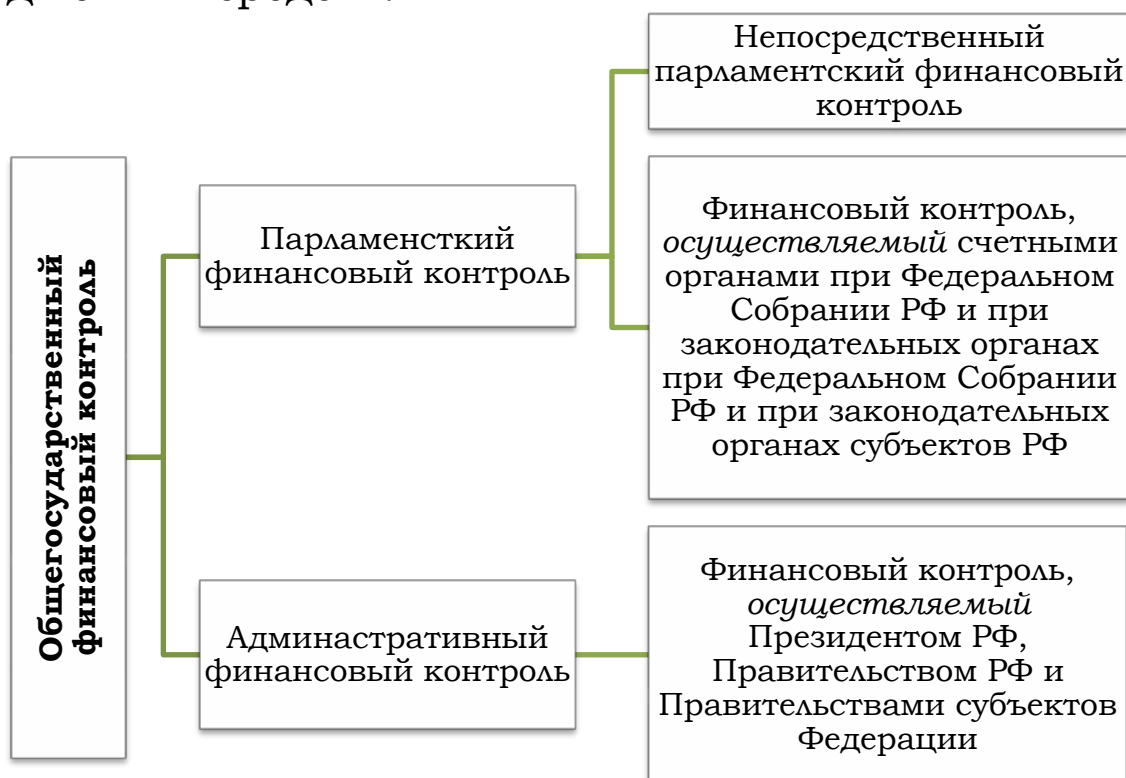 Общегосударственный
финансовый контроль
Парламенсткий
финансовый контроль
Непосредственный
парламентский финансовый
контроль
Финансовый контроль,
осуществляемый счетными
органами при Федеральном
Собрании РФ и при
законодательных органах
при Федеральном Собрании
РФ и при законодательных
органах субъектов РФ
Админастративный
финансовый контроль
Финансовый контроль,
осуществляемый
Президентом РФ,
Правительством РФ и
Правительствами субъектов
Федерации